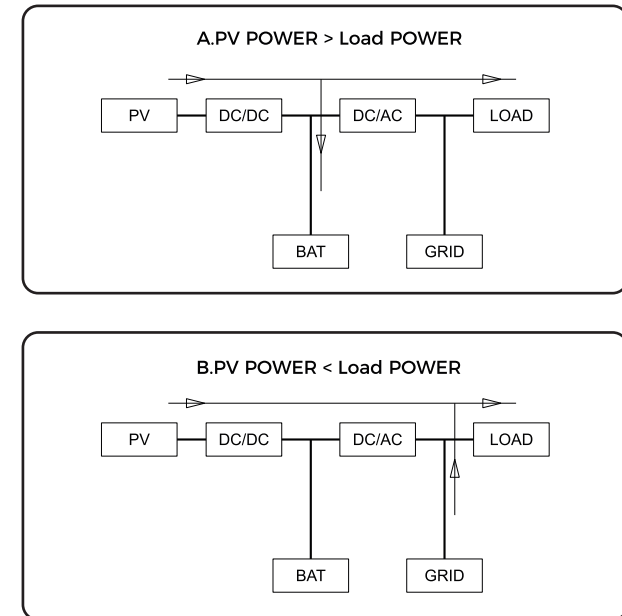 A.PV POWER > Load POWER
PV DC/DC DC/AC LOAD
BAT GRID
B.PV POWER < Load POWER
PV DC/DC DC/AC LOAD
BAT GRID